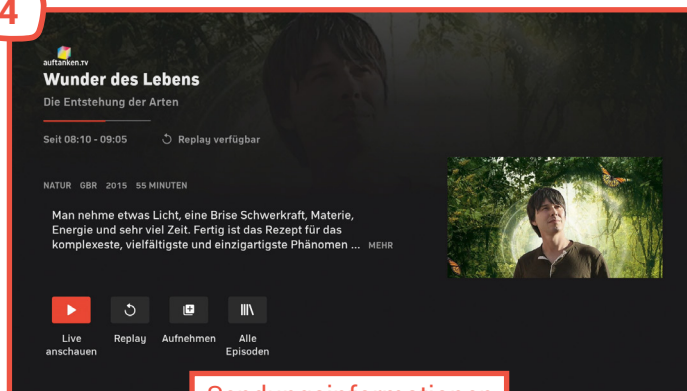 4
auftanken.TV
Wunder des Lebens
Die Entstehung der Arten
Seit 08:10 - 09:05 Replay verfügbar
NATUR GBR 2015 55 MINUTEN
Man nehme etwas Licht, eine Brise Schwerkraft, Materie,
Energie und sehr viel Zeit. Fertig ist das Rezept für das
komplexeste, vielfältigste und einzigartigste Phänomen ... MEHR
Live anschauen
Replay
Aufnehmen
Alle Episoden
Sendungsinformationen